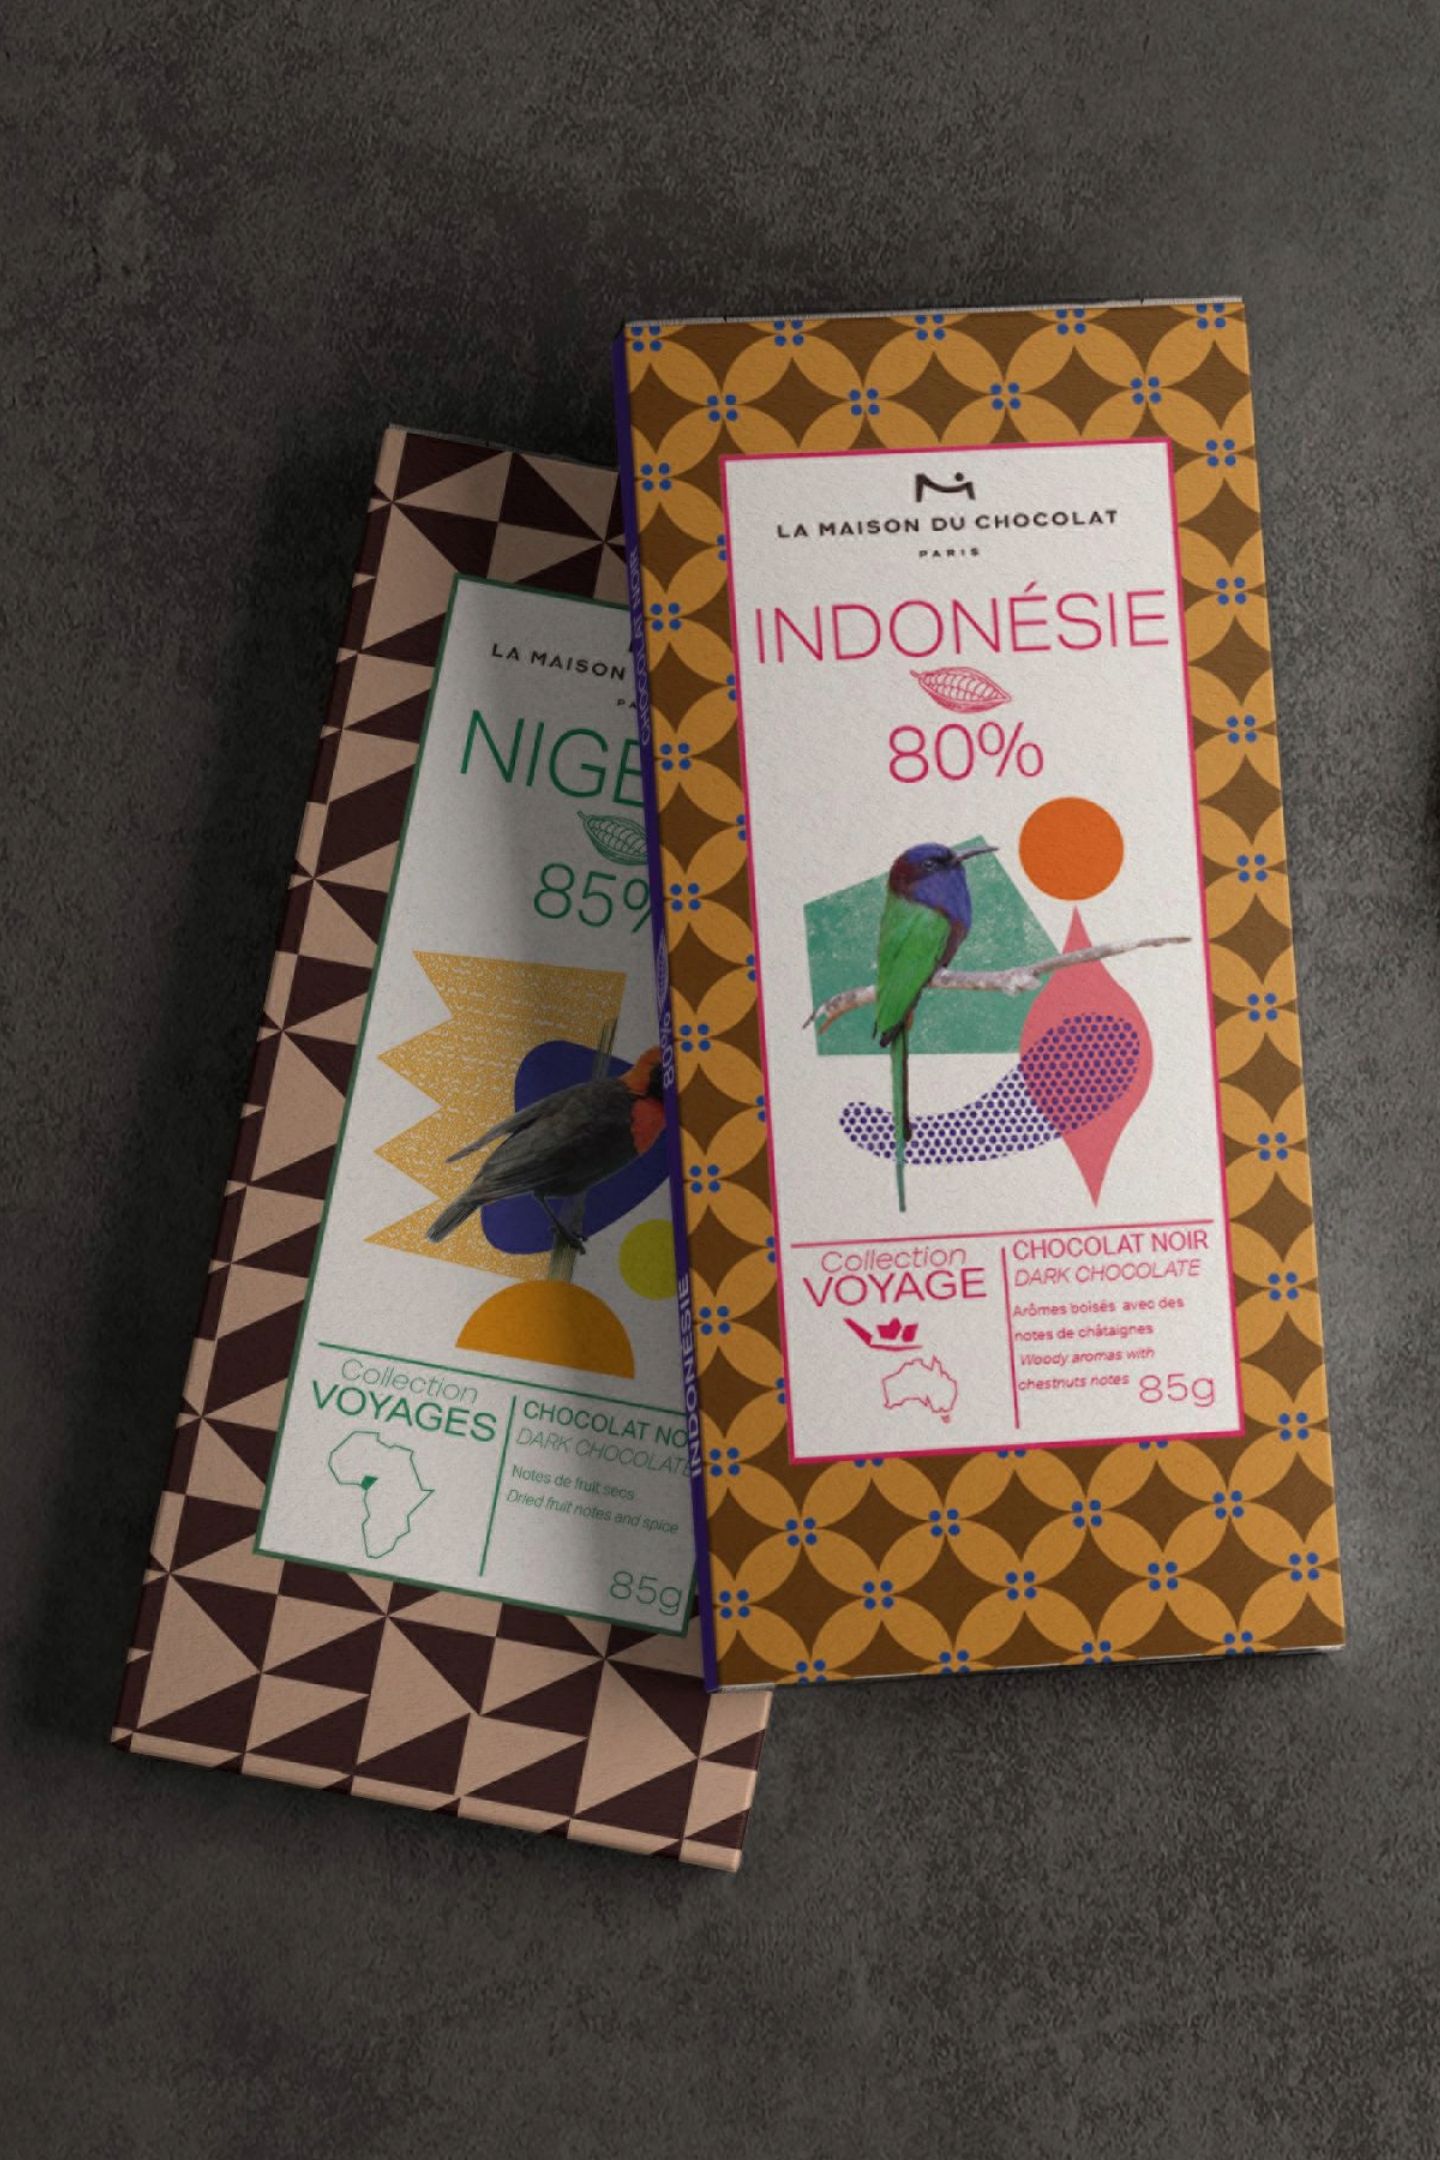 LA MAISON DU CHOCOLAT
PARIS
INDONÉSIE
80%
Collection
VOYAGE
CHOCOLAT NOIR
DARK CHOCOLATE
Arômes boisés avec des
notes de châtaignes
Woody aromas with
chestnuts notes
85g
CHOCOLAT NOIR
80%
INDONÉSIE
LA MAISON
85%
Collection
VOYAGES
CHOCOLAT
DARK CHOCOLATE
Notes de fruit secs
Dried fruit notes and spice
85g